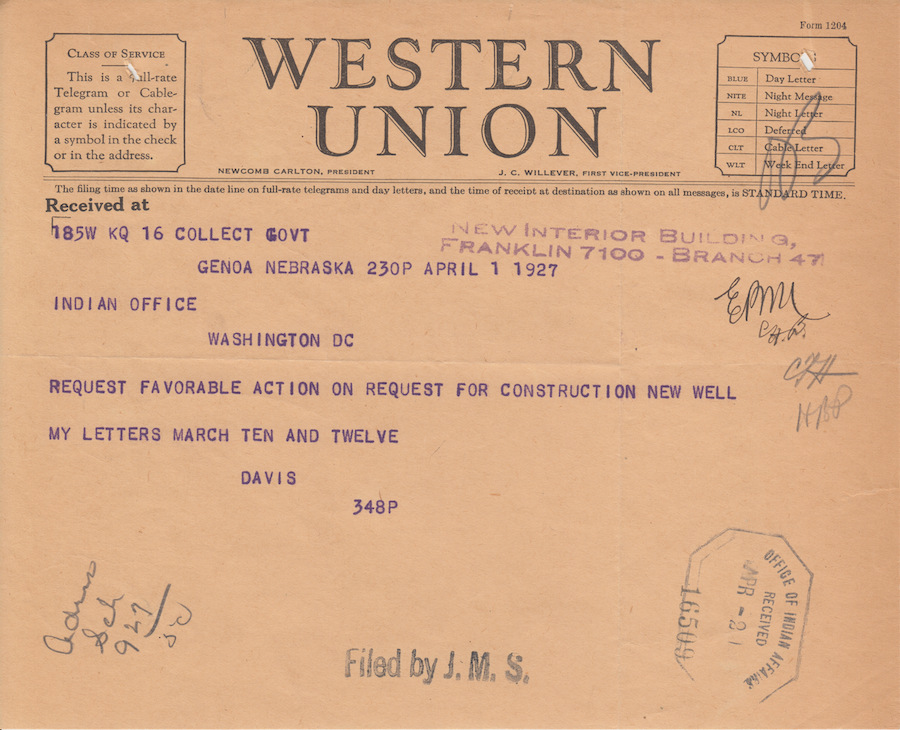 Form 1204
CLASS OF SERVICE
This is a full-rate
Telegram or Cable-
gram unless its char-
acter is indicated by
a symbol in the check
or in the address.
WESTERN
UNION
NEWCOMB CARLTON, PRESIDENT
J. C. WILLEVER, FIRST VICE-PRESIDENT
SYMBOLS
BLUE Day Letter
NITE Night Message
NL Night Letter
LCO Deferred
CLT Cable Letter
WLT Week End Letter
The filing time as shown in the date line on full-rate telegrams and day letters, and the time of receipt at destination as shown on all messages, is STANDARD TIME.
Received at
185W KQ 16 COLLECT GOVT
NEW INTERIOR BUILDING,
FRANKLIN 7100 - BRANCH 471
GENOA NEBRASKA 230P APRIL 1 1927
INDIAN OFFICE
WASHINGTON DC
REQUEST FAVORABLE ACTION ON REQUEST FOR CONSTRUCTION NEW WELL
MY LETTERS MARCH TEN AND TWELVE
DAVIS
348P
OFFICE OF INDIAN AFFAIRS
RECEIVED
APR -2
16509
Filed by J. M. S.